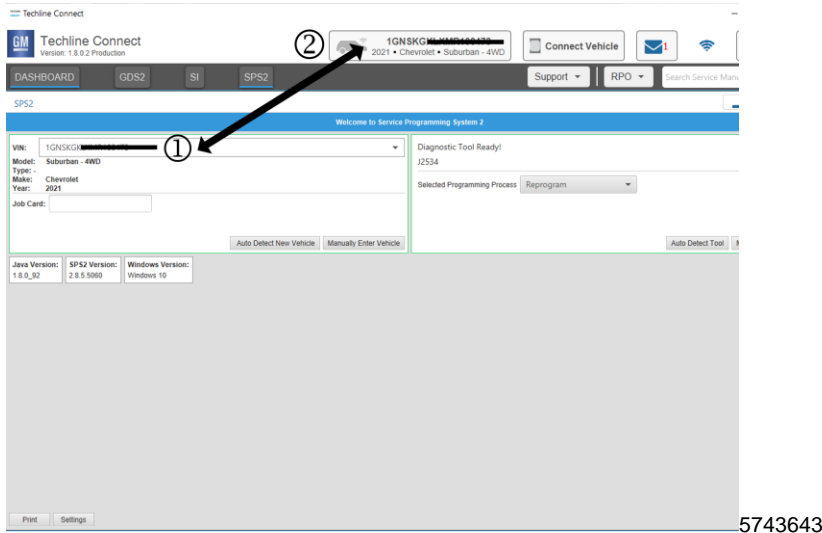 Techline Connect
GM
Techline Connect
Version: 1.8.0.2 Production
②
1GNSKG
2021 • Chevrolet • Suburban - 4WD
Connect Vehicle
1
DASHBOARD GDS2 SI SPS2
Support RPO Search Service Manu
SPS2
Welcome to Service Programming System 2
VIN: 1GNSKG
①
Model: Suburban - 4WD
Type: -
Make: Chevrolet
Year: 2021
Job Card:
Auto Detect New Vehicle Manually Enter Vehicle
Diagnostic Tool Ready!
J2534
Selected Programming Process Reprogram
Auto Detect Tool
Java Version: SPS2 Version: Windows Version:
1.8.0_92 2.8.5.5060 Windows 10
Print Settings
5743643